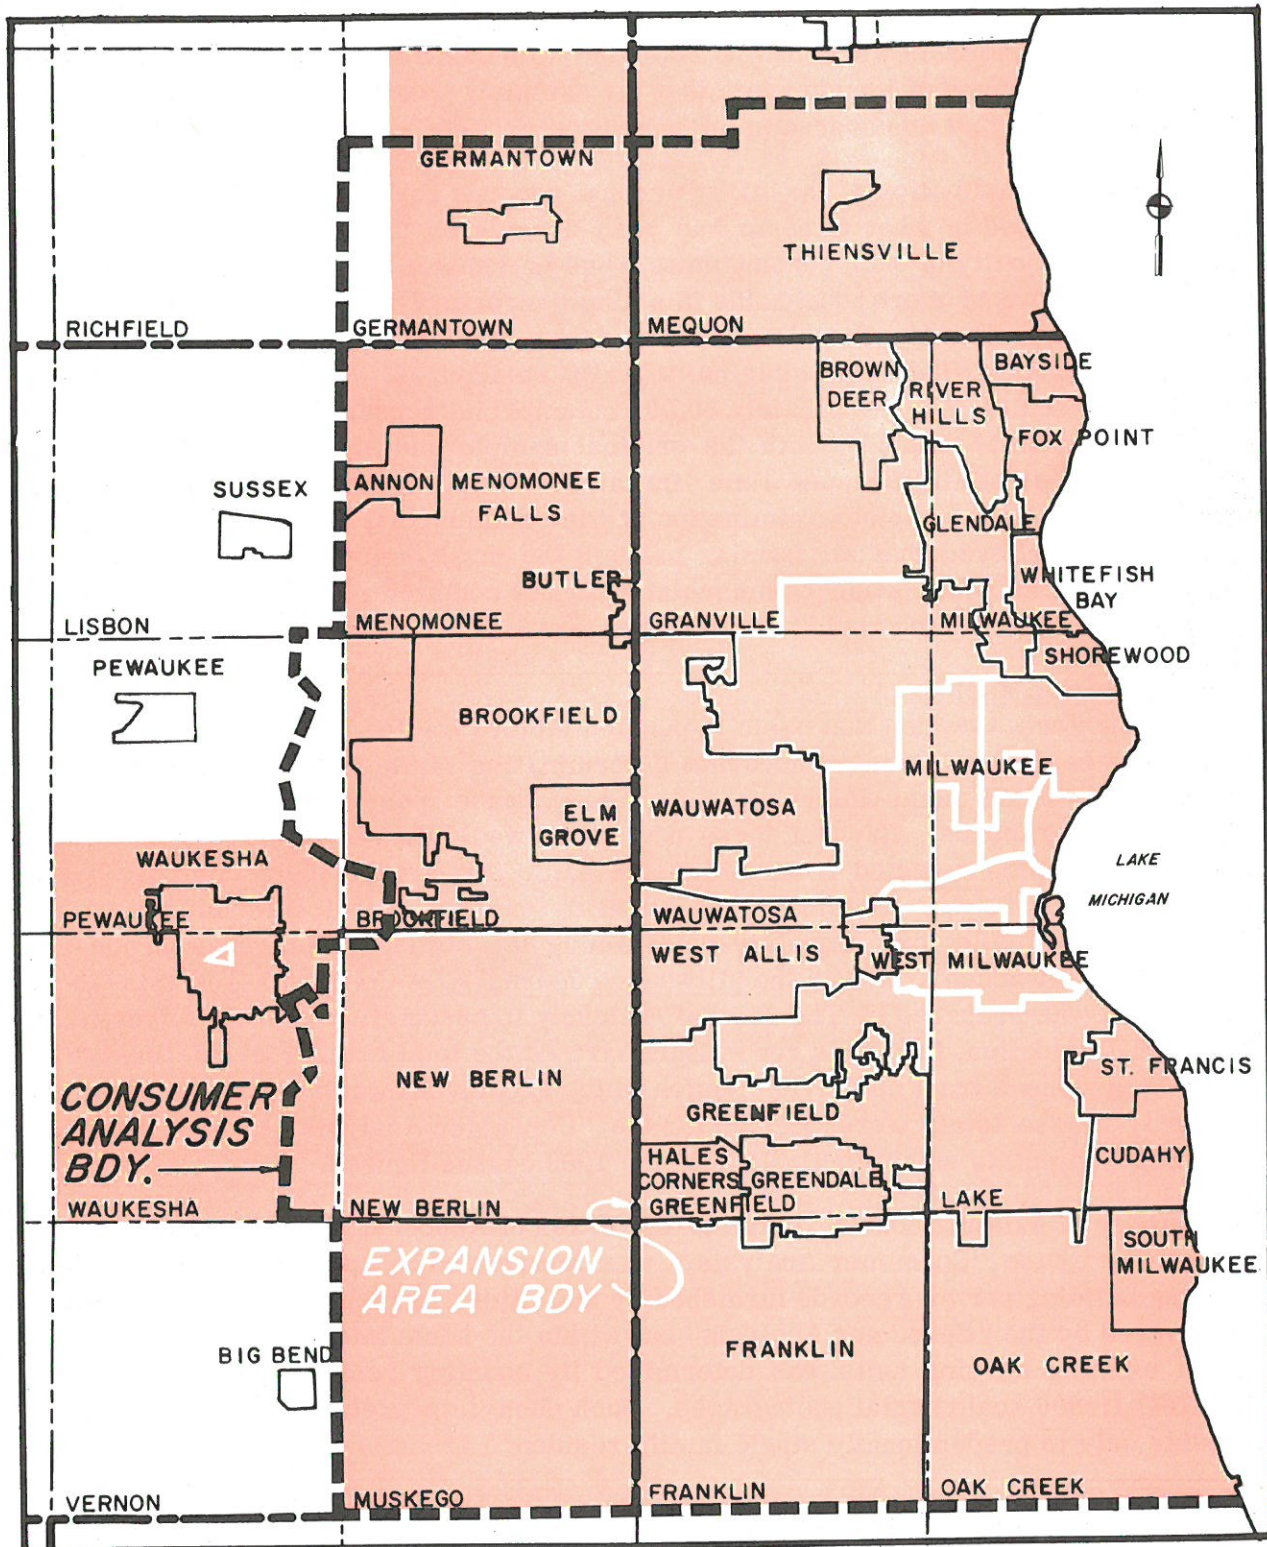 GERMANTOWN
THIENSVILLE
RICHFIELD
GERMANTOWN
MEQUON
BROWN
DEER
RIVER
HILLS
BAYSIDE
FOX POINT
SUSSEX
LANNON
MENOMONEE
FALLS
GLENDALE
BUTLER
WHITEFISH
BAY
LISBON
MENOMONEE
GRANVILLE
MILWAUKEE
SHOREWOOD
PEWAUKEE
BROOKFIELD
MILWAUKEE
ELM
GROVE
WAUWATOSA
WAUKESHA
LAKE
MICHIGAN
PEWAUKEE
BROOKFIELD
WAUWATOSA
WEST ALLIS
WEST MILWAUKEE
NEW BERLIN
ST. FRANCIS
CONSUMER
ANALYSIS
BDY.
GREENFIELD
HALES
CORNERS
GREENDALE
CUDAHY
WAUKESHA
NEW BERLIN
GREENFIELD
LAKE
EXPANSION
AREA BDY
SOUTH
MILWAUKEE
BIG BEND
FRANKLIN
OAK CREEK
VERNON
MUSKEGO
FRANKLIN
OAK CREEK